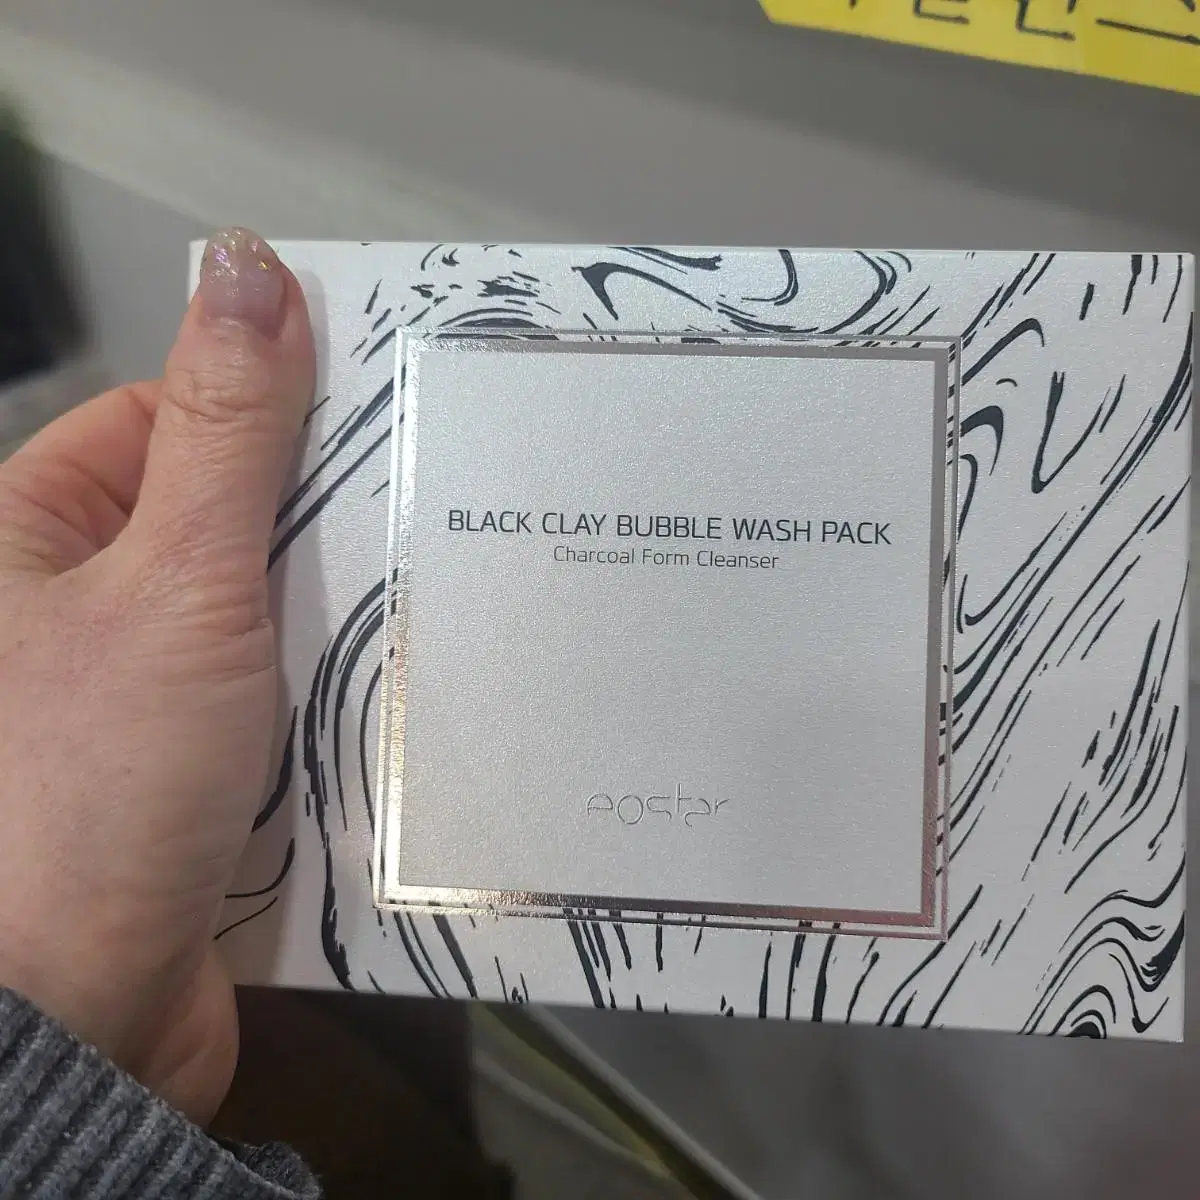 BLACK CLAY BUBBLE WASH PACK
Charcoal Form Cleanser
eostar